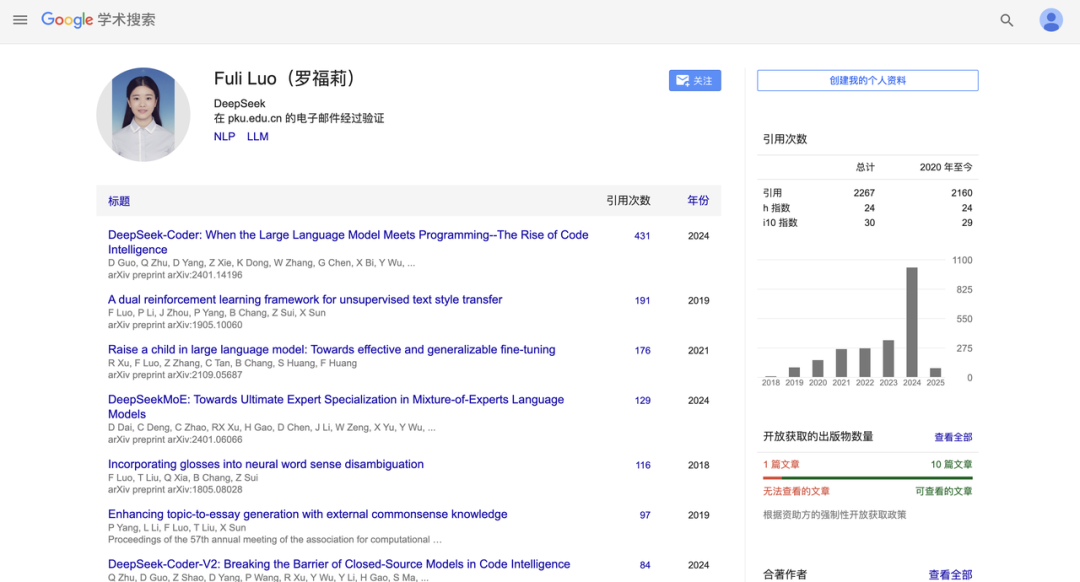 Google 学术搜索
Fuli Luo（罗福莉）
关注
DeepSeek
在 pku.edu.cn 的电子邮件经过验证
NLP LLM
标题 引用次数 年份
DeepSeek-Coder: When the Large Language Model Meets Programming--The Rise of Code 431 2024
Intelligence
D Guo, Q Zhu, D Yang, Z Xie, K Dong, W Zhang, G Chen, X Bi, Y Wu, ...
arXiv preprint arXiv:2401.14196
A dual reinforcement learning framework for unsupervised text style transfer 191 2019
F Luo, P Li, J Zhou, P Yang, B Chang, Z Sui, X Sun
arXiv preprint arXiv:1905.10060
Raise a child in large language model: Towards effective and generalizable fine-tuning 176 2021
R Xu, F Luo, Z Zhang, C Tan, B Chang, S Huang, F Huang
arXiv preprint arXiv:2109.05687
DeepSeekMoE: Towards Ultimate Expert Specialization in Mixture-of-Experts Language 129 2024
Models
D Dai, C Deng, C Zhao, RX Xu, H Gao, D Chen, J Li, W Zeng, X Yu, Y Wu, ...
arXiv preprint arXiv:2401.06066
Incorporating glosses into neural word sense disambiguation 116 2018
F Luo, T Liu, Q Xia, B Chang, Z Sui
arXiv preprint arXiv:1805.08028
Enhancing topic-to-essay generation with external commonsense knowledge 97 2019
P Yang, L Li, F Luo, T Liu, X Sun
Proceedings of the 57th annual meeting of the association for computational ...
DeepSeek-Coder-V2: Breaking the Barrier of Closed-Source Models in Code Intelligence 84 2024
Q Zhu, D Guo, Z Shao, D Yang, P Wang, R Xu, Y Wu, Y Li, H Gao, S Ma, ...
创建我的个人资料
引用次数
总计 2020 年至今
引用 2267 2160
h 指数 24 24
i10 指数 30 29
1100
825
550
275
0
2018 2019 2020 2021 2022 2023 2024 2025
开放获取的出版物数量 查看全部
1 篇文章 10 篇文章
无法查看的文章 可查看的文章
根据资助方的强制性开放获取政策
合著作者 查看全部